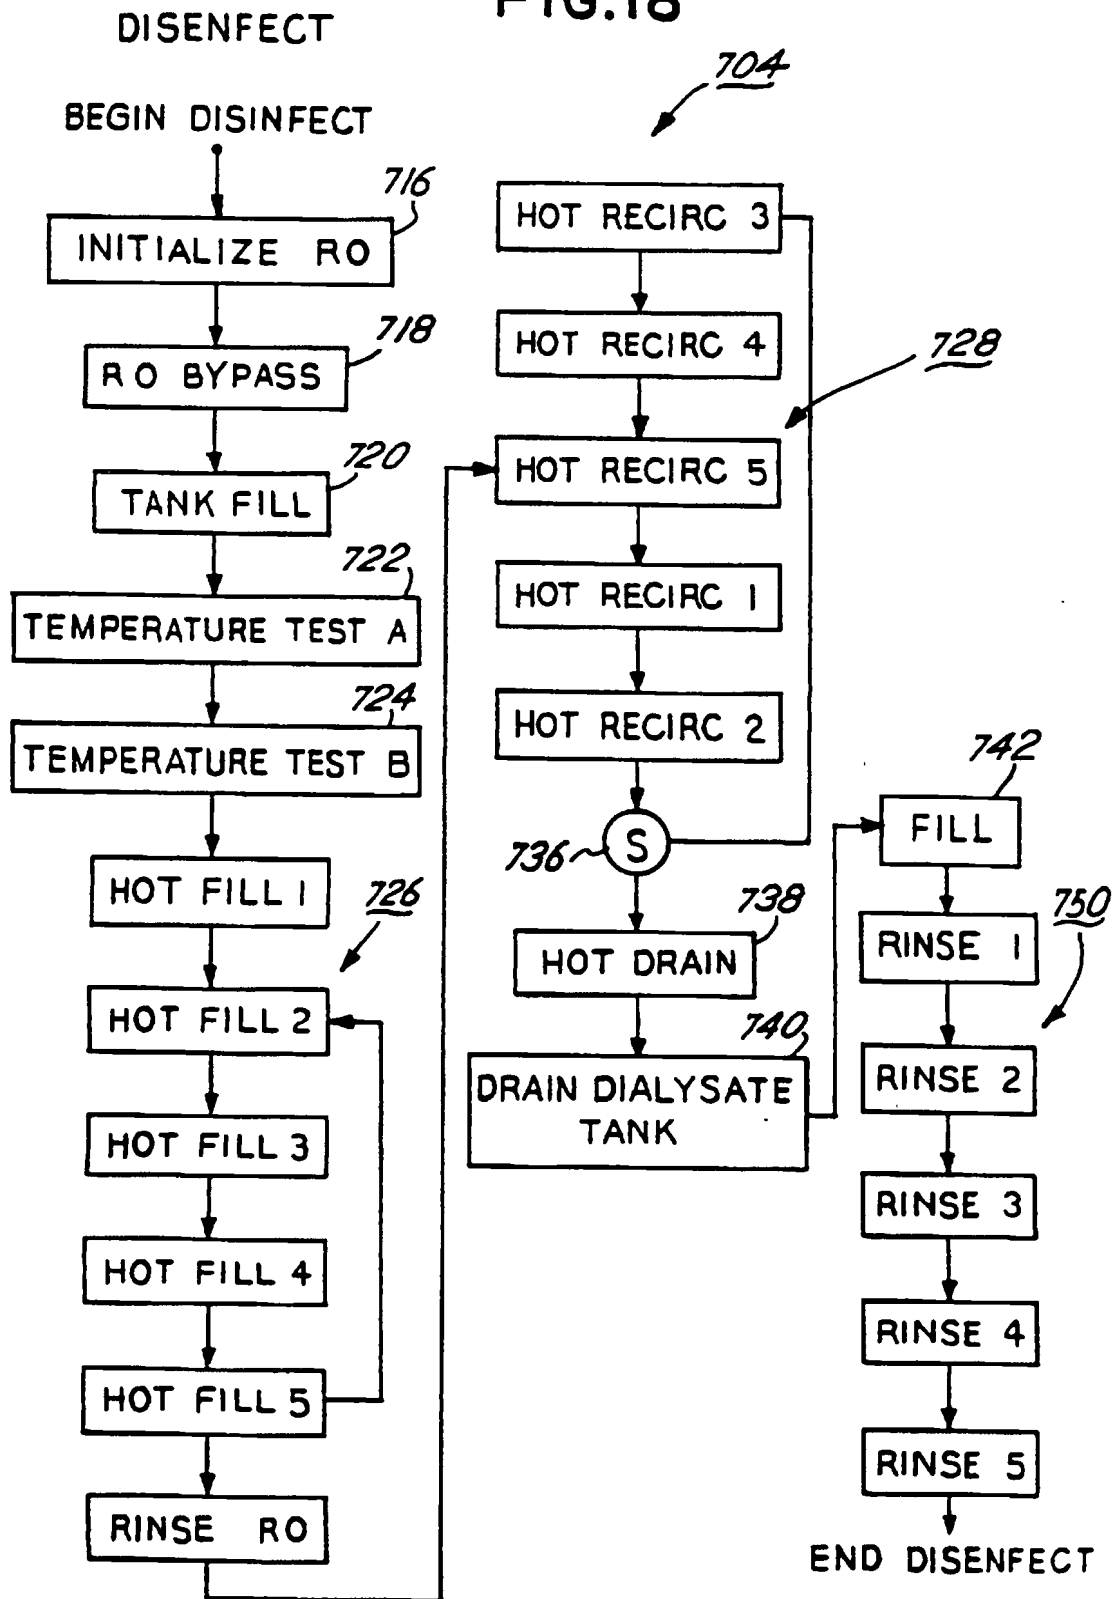 FIG.18
DISENFECT
BEGIN DISINFECT
716
INITIALIZE RO
718
RO BYPASS
720
TANK FILL
722
TEMPERATURE TEST A
724
TEMPERATURE TEST B
HOT FILL 1
726
HOT FILL 2
HOT FILL 3
HOT FILL 4
HOT FILL 5
RINSE RO
704
HOT RECIRC 3
HOT RECIRC 4
728
HOT RECIRC 5
HOT RECIRC 1
HOT RECIRC 2
736
S
738
HOT DRAIN
740
DRAIN DIALYSATE
TANK
742
FILL
750
RINSE 1
RINSE 2
RINSE 3
RINSE 4
RINSE 5
END DISENFECT